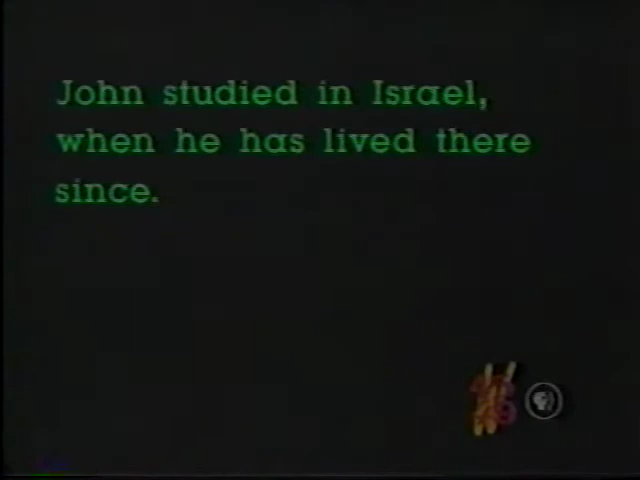 John studied in Israel,
when he has lived there
since.